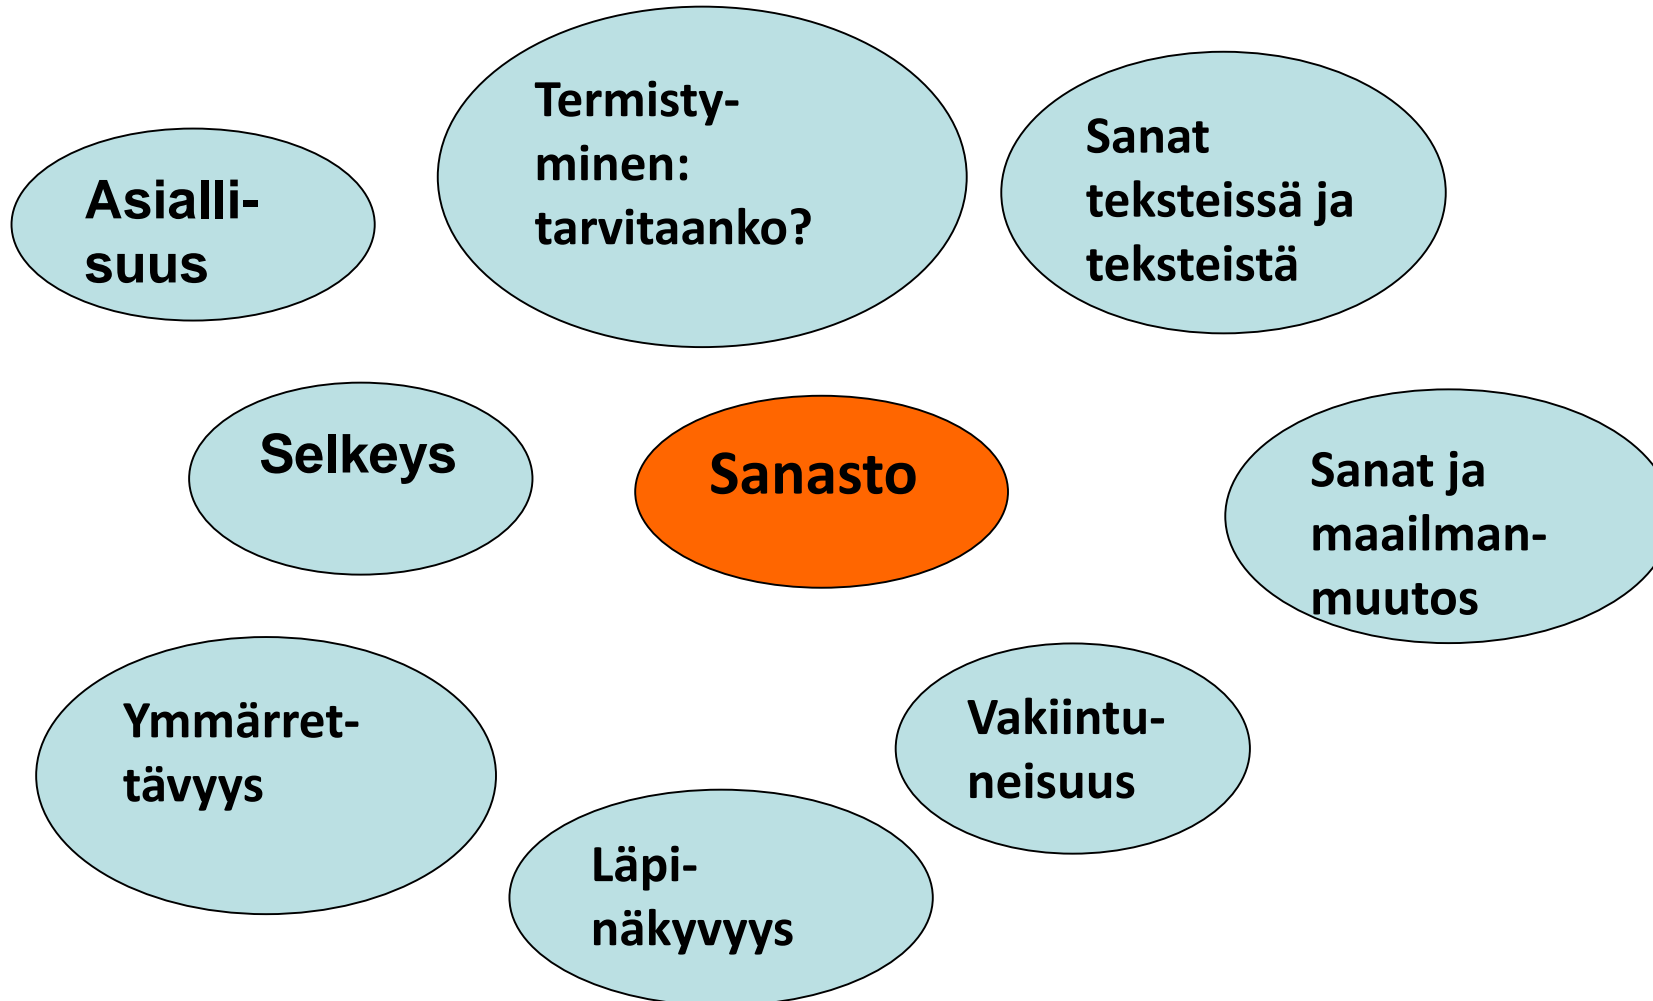 Termisty-
minen:
tarvitaanko?
Sanat
teksteissä ja
teksteistä
Asialli-
suus
Selkeys
Sanasto
Sanat ja
maailman-
muutos
Ymmärret-
tävyys
Vakiintu-
neisuus
Läpi-
näkyvyys